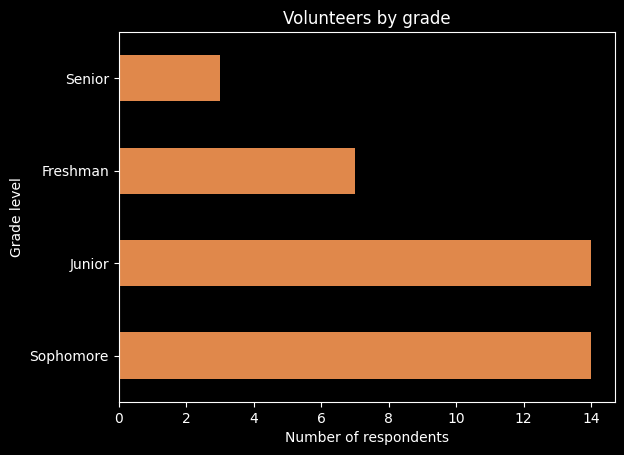 Volunteers by grade
Senior
Freshman
Junior
Sophomore
Grade level
0 2 4 6 8 10 12 14
Number of respondents